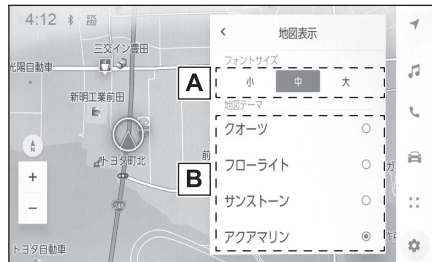 4:12
三交イン豊田
光陽自動車
新明工業前田
トヨタ町北
前
248
トヨタ自動車
N
+
−
地図表示
フォントサイズ
A
小 中 大
地図テーマ
B
クオーツ
フローライト
サンストーン
アクアマリン
ガ